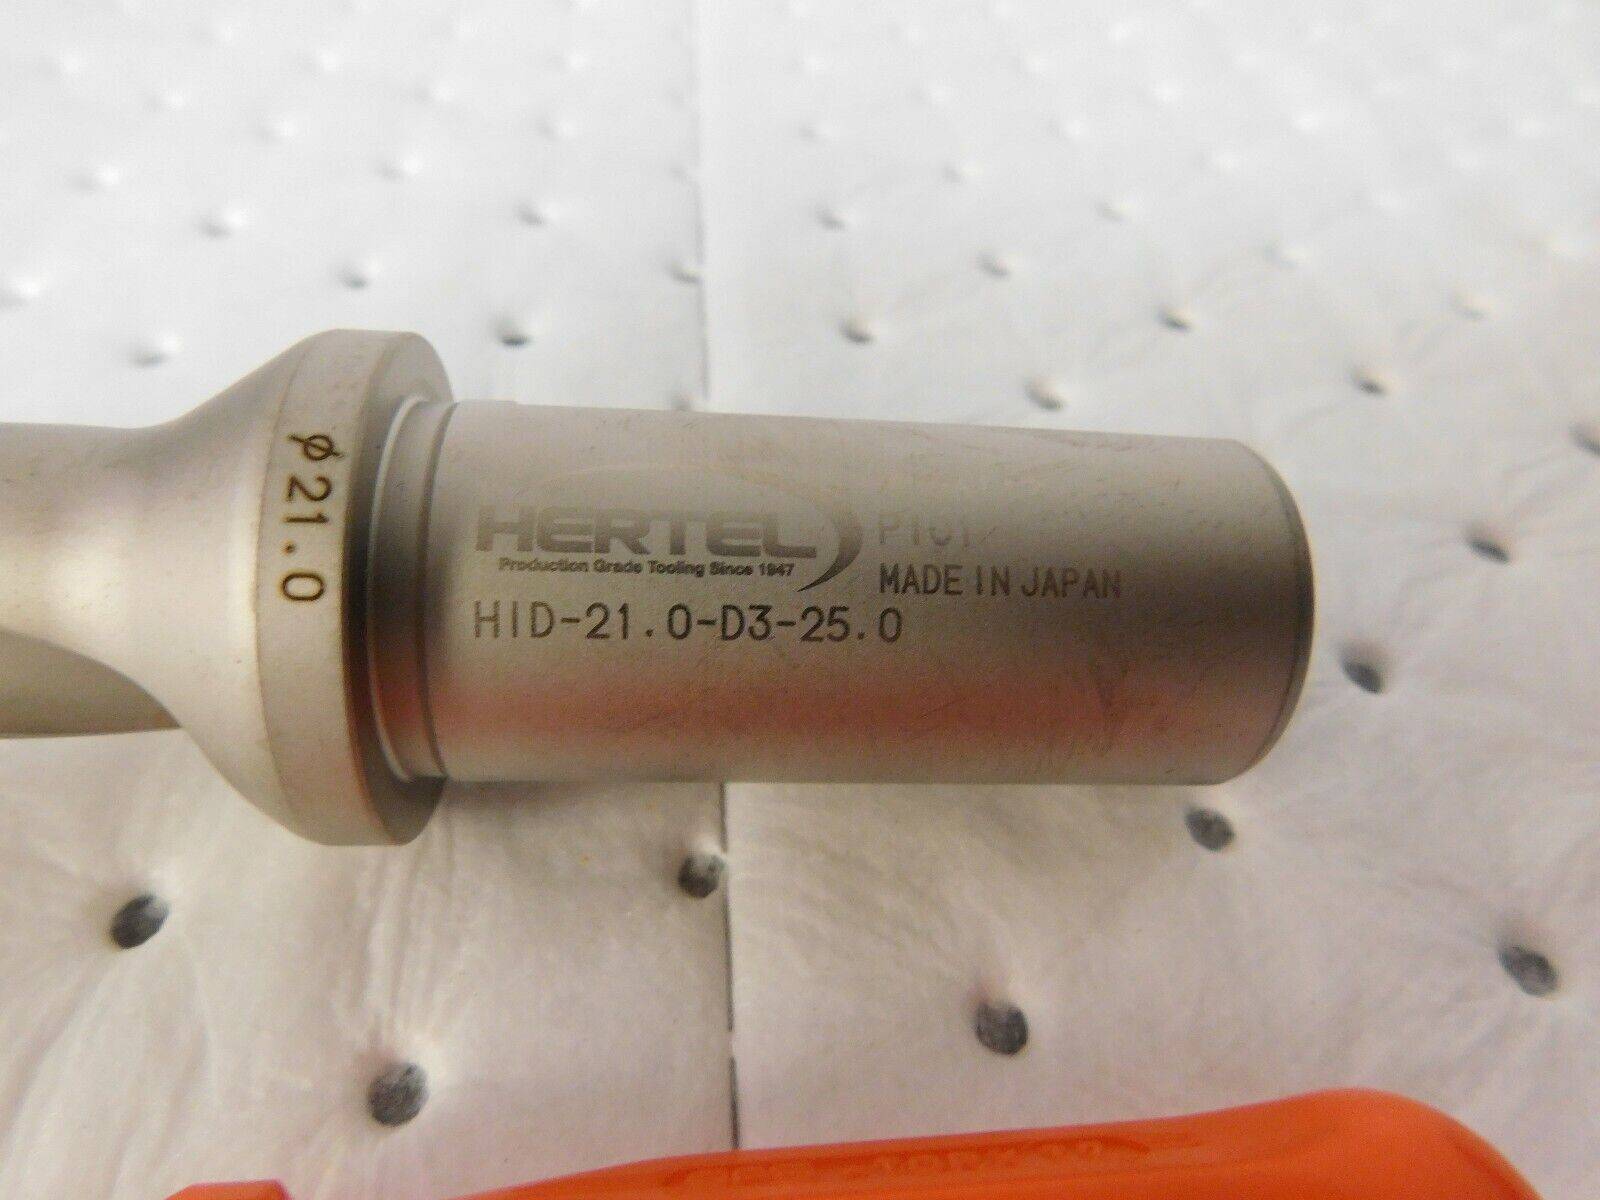 φ21.0
HERTEL
Production Grade Tooling Since 1947
MADE IN JAPAN
HID-21.0-D3-25.0